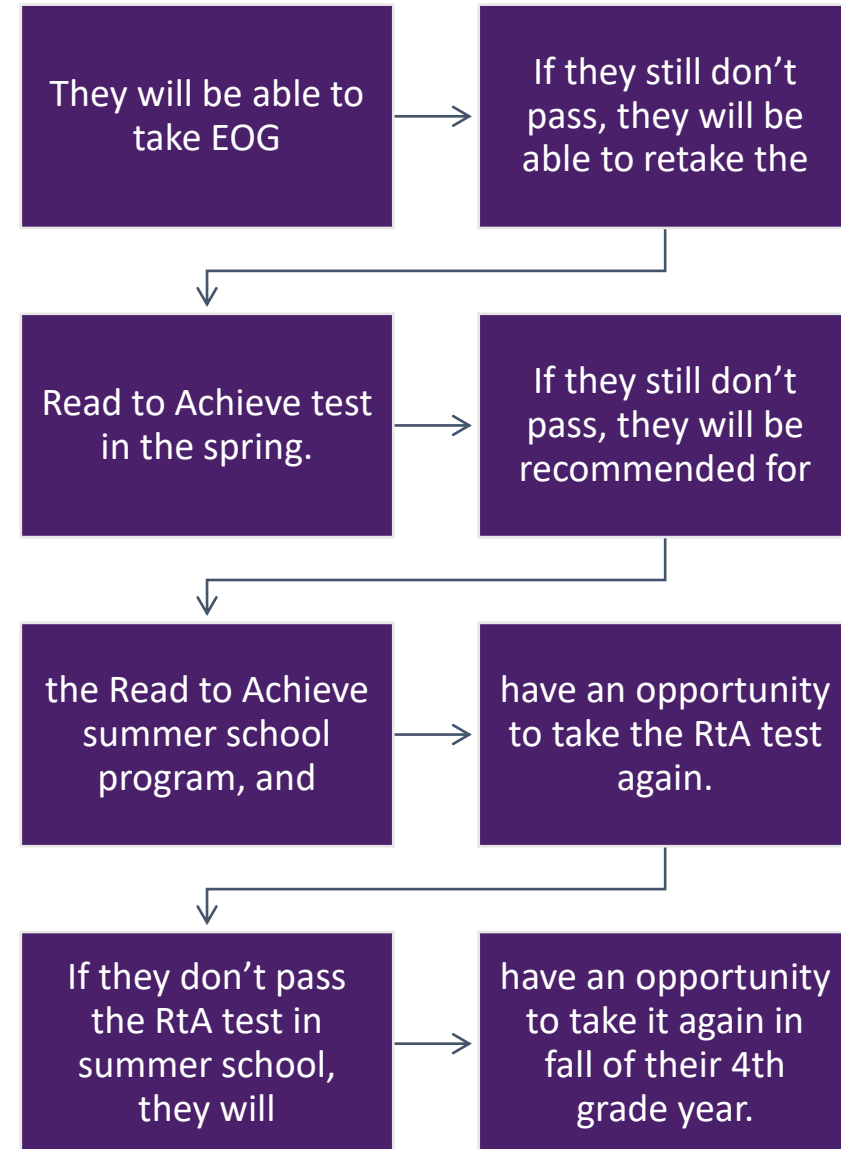 They will be able to
take EOG
If they still don’t
pass, they will be
able to retake the
Read to Achieve test
in the spring.
If they still don’t
pass, they will be
recommended for
the Read to Achieve
summer school
program, and
have an opportunity
to take the RtA test
again.
If they don’t pass
the RtA test in
summer school,
they will
have an opportunity
to take it again in
fall of their 4th
grade year.